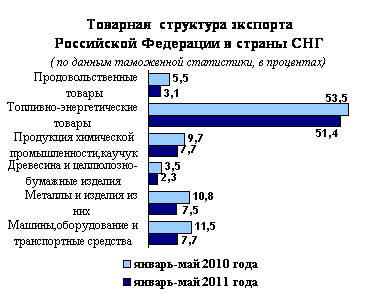 Товарная структура экспорта
Российской Федерации в страны СНГ
( по данным таможенной статистики, в процентах)
Продовольственные
товары
5,5
3,1
Топливно-энергетические
товары
53,5
51,4
Продукция химической
промышленности,каучук
9,7
7,7
Древесина и целлюлозно-
бумажные изделия
3,5
2,3
Металлы и изделия из
них
10,8
7,5
Машины,оборудование и
транспортные средства
11,5
7,7
январь-май 2010 года
январь-май 2011 года